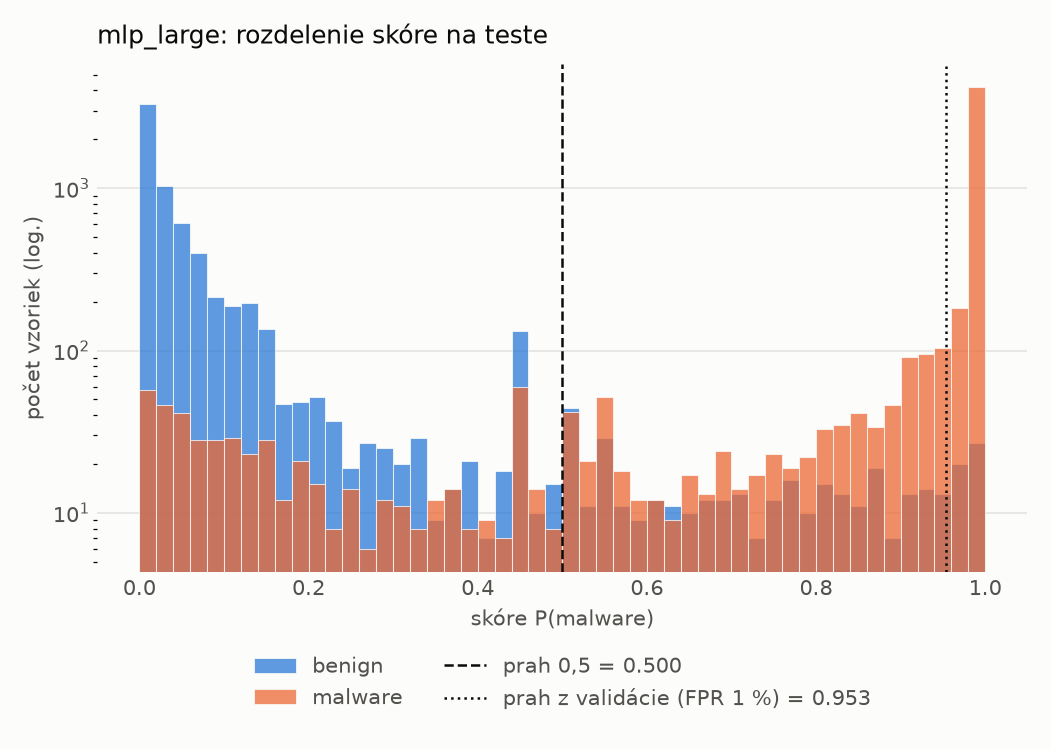 mlp_large: rozdelenie skóre na teste
počet vzoriek (log.)
10³
10²
10¹
0.0 0.2 0.4 0.6 0.8 1.0
skóre P(malware)
benign
malware
prah 0,5 = 0.500
prah z validácie (FPR 1 %) = 0.953